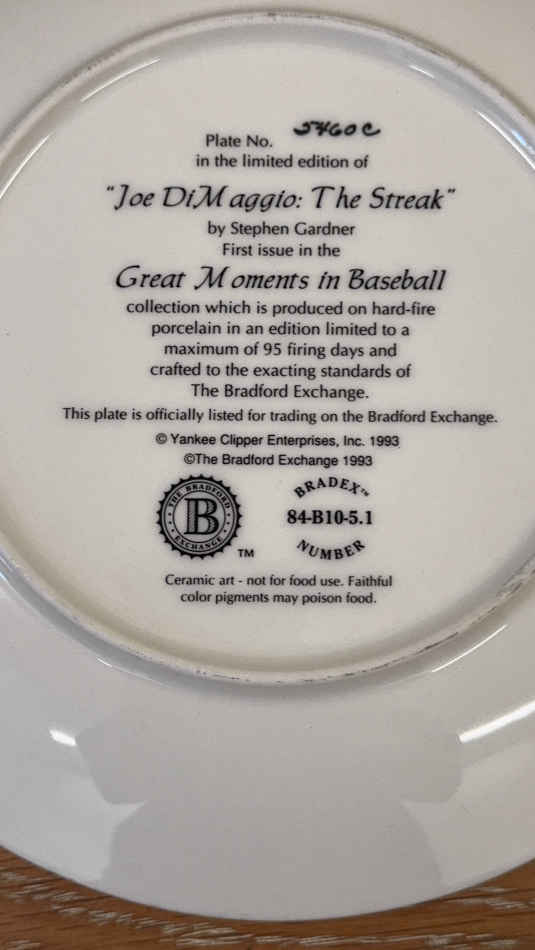 Plate No. 5460C
in the limited edition of
"Joe DiMaggio: The Streak"
by Stephen Gardner
First issue in the
Great Moments in Baseball
collection which is produced on hard-fire
porcelain in an edition limited to a
maximum of 95 firing days and
crafted to the exacting standards of
The Bradford Exchange.
This plate is officially listed for trading on the Bradford Exchange.
© Yankee Clipper Enterprises, Inc. 1993
©The Bradford Exchange 1993
THE BRADFORD
B
EXCHANGE
TM
BRADEX™
84-B10-5.1
NUMBER
Ceramic art - not for food use. Faithful
color pigments may poison food.